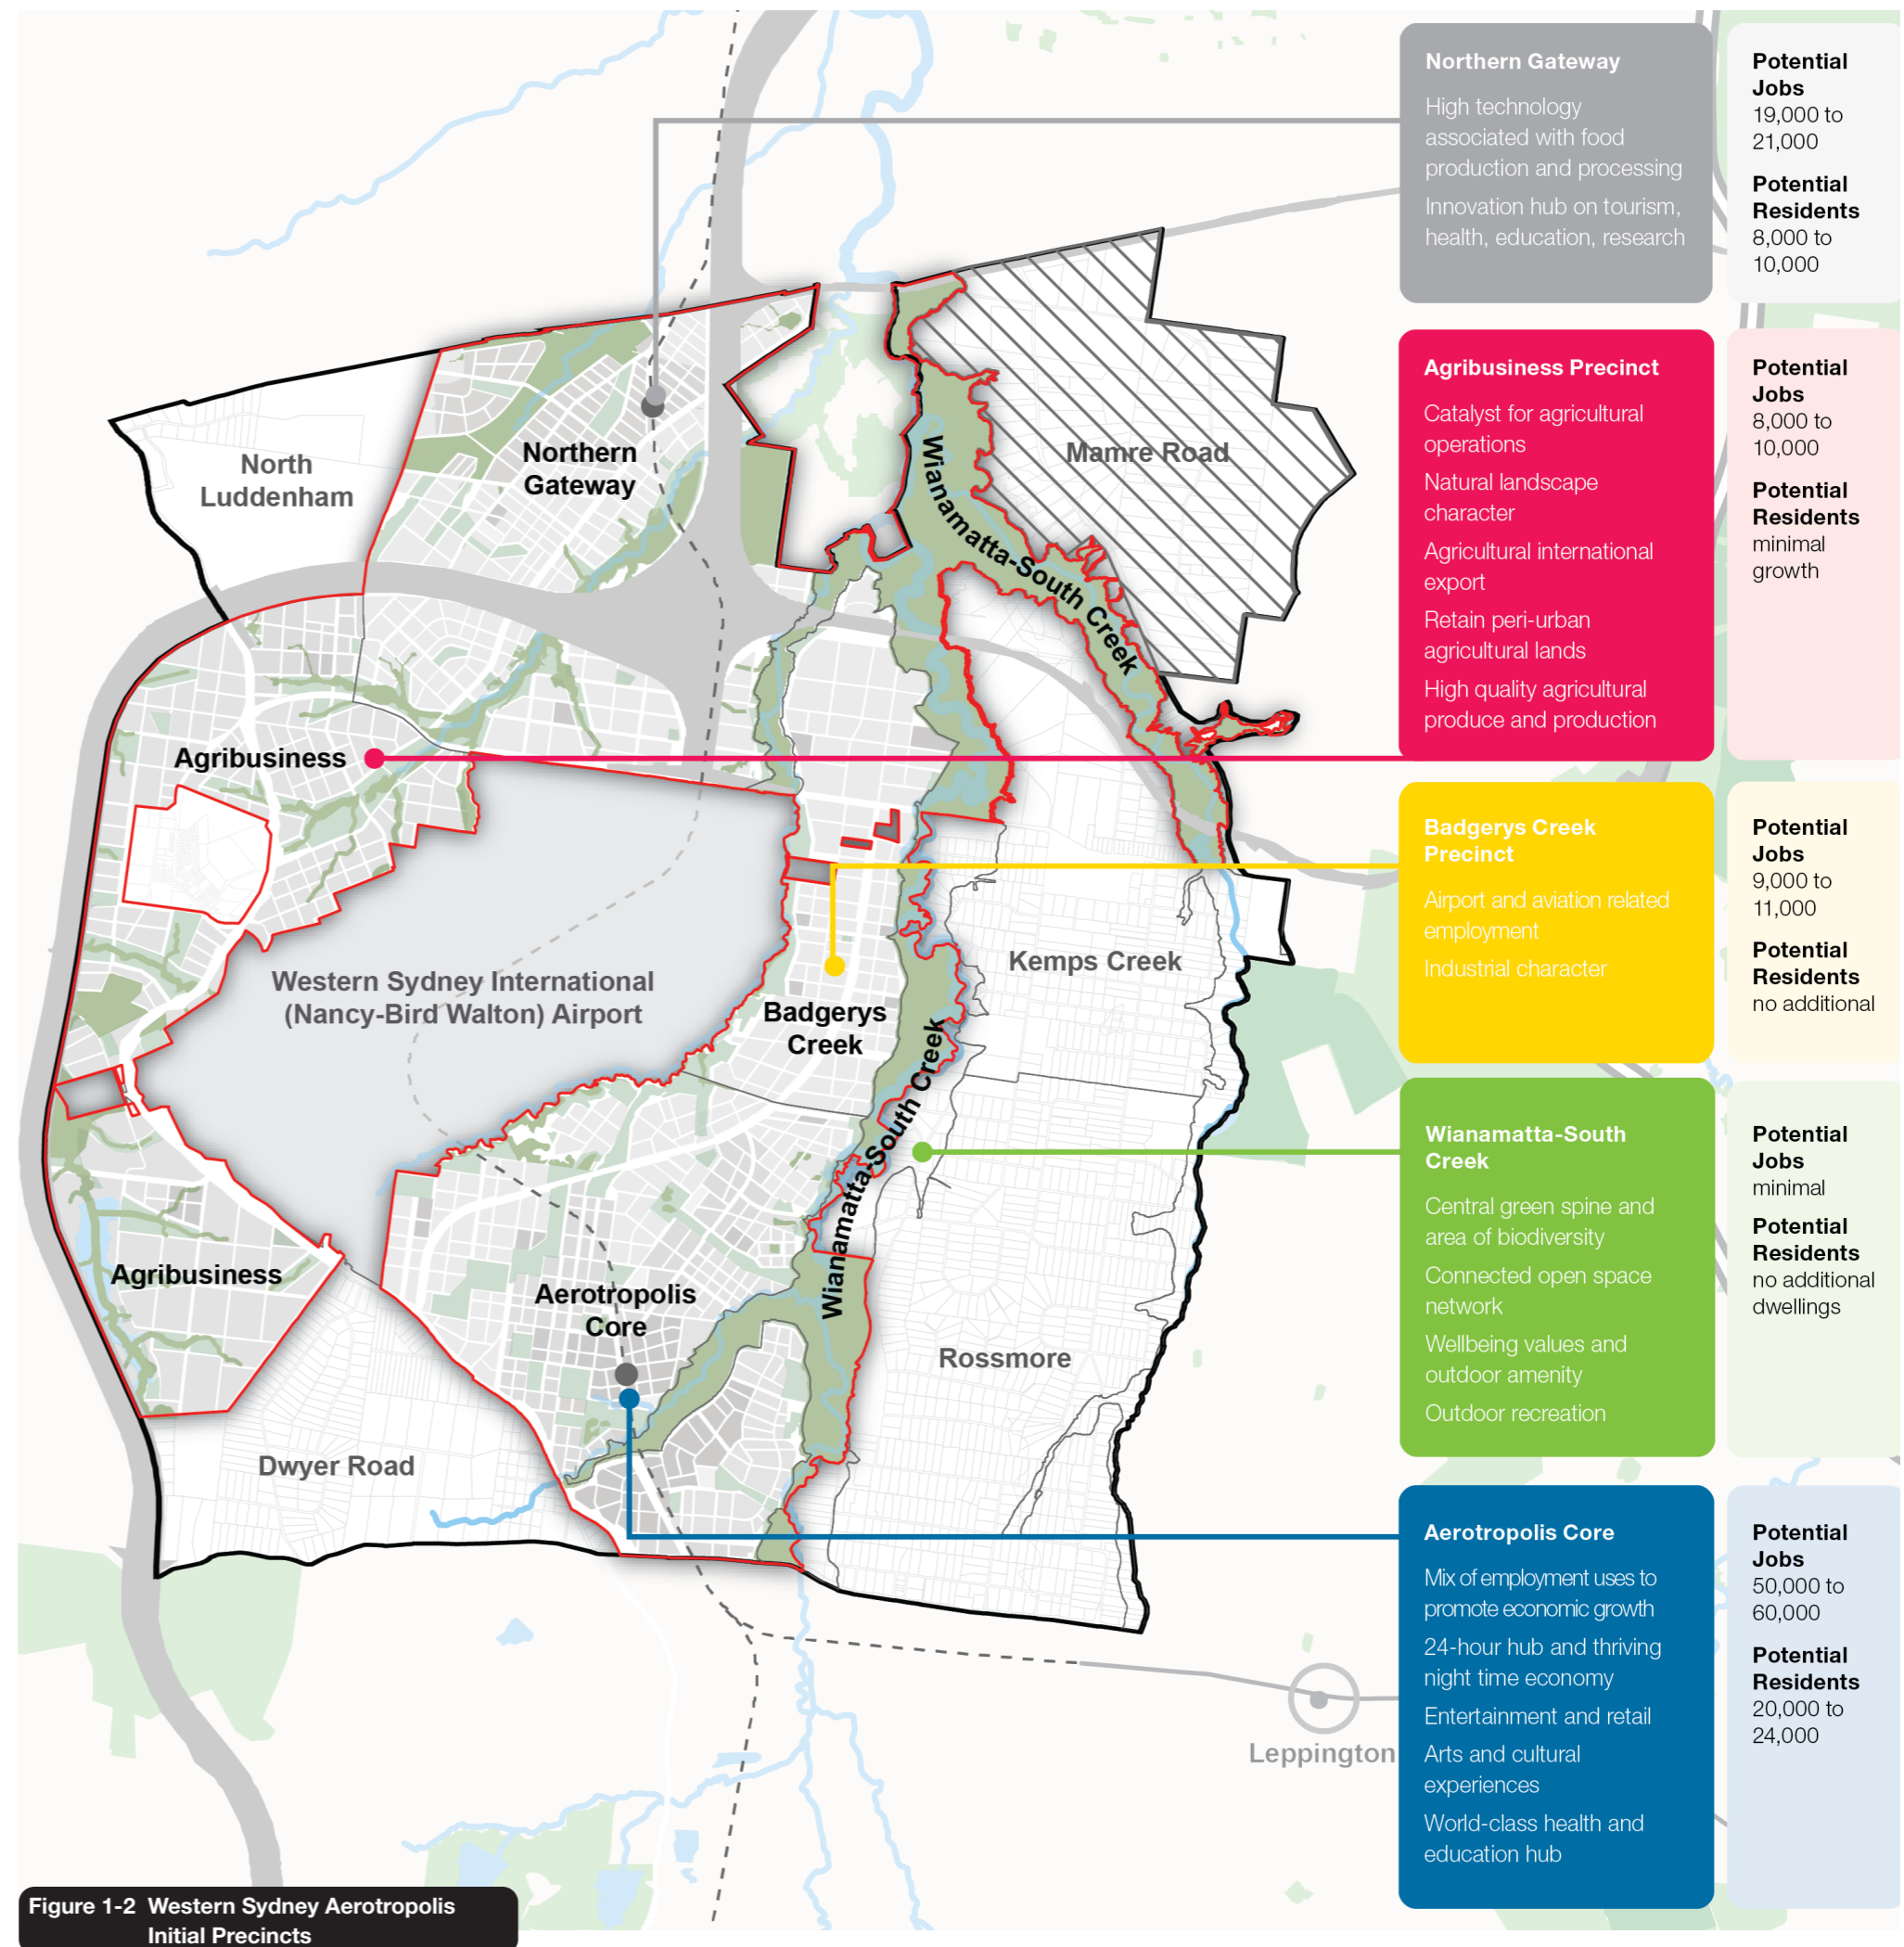 Northern Gateway
High technology
associated with food
production and processing
Innovation hub on tourism,
health, education, research
Potential
Jobs
19,000 to
21,000
Potential
Residents
8,000 to
10,000
Agribusiness Precinct
Catalyst for agricultural
operations
Natural landscape
character
Agricultural international
export
Retain peri-urban
agricultural lands
High quality agricultural
produce and production
Potential
Jobs
8,000 to
10,000
Potential
Residents
minimal
growth
Badgerys Creek
Precinct
Airport and aviation related
employment
Industrial character
Potential
Jobs
9,000 to
11,000
Potential
Residents
no additional
Wianamatta-South
Creek
Central green spine and
area of biodiversity
Connected open space
network
Wellbeing values and
outdoor amenity
Outdoor recreation
Potential
Jobs
minimal
Potential
Residents
no additional
dwellings
Aerotropolis Core
Mix of employment uses to
promote economic growth
24-hour hub and thriving
night time economy
Entertainment and retail
Arts and cultural
experiences
World-class health and
education hub
Potential
Jobs
50,000 to
60,000
Potential
Residents
20,000 to
24,000
North
Luddenham
Northern
Gateway
Mamre Road
Wianamatta-South Creek
Agribusiness
Western Sydney International
(Nancy-Bird Walton) Airport
Kemps Creek
Badgerys
Creek
Wianamatta-South Creek
Agribusiness
Aerotropolis
Core
Rossmore
Dwyer Road
Leppington
Figure 1-2 Western Sydney Aerotropolis
Initial Precincts